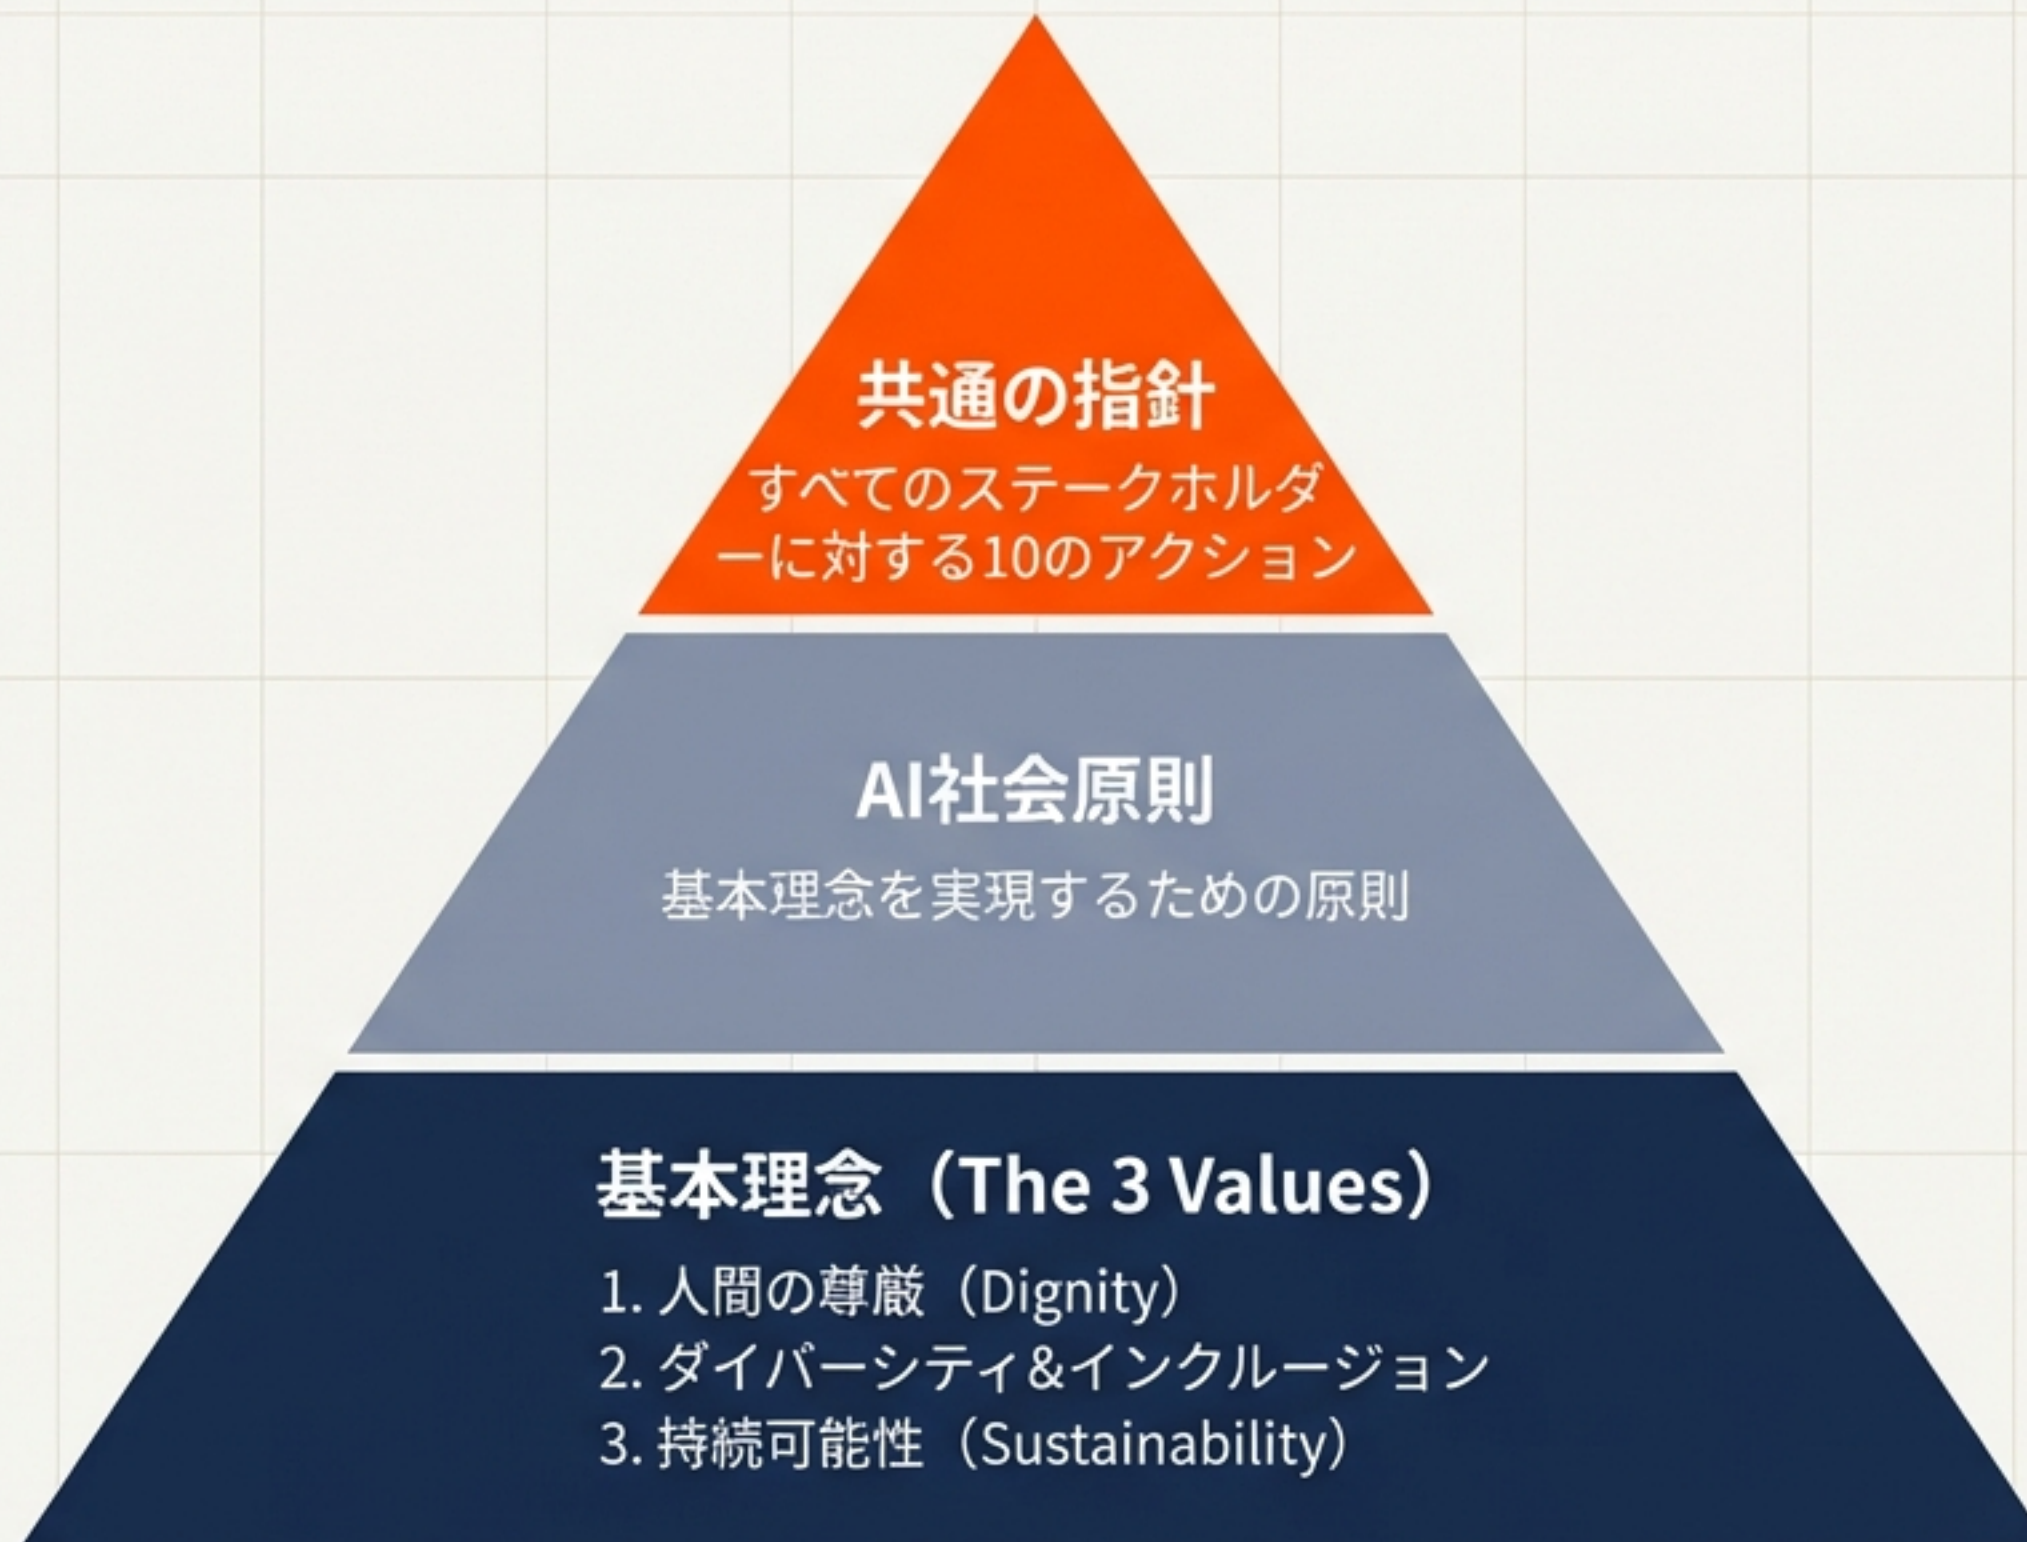 共通の指針
すべてのステークホルダ
ーに対する10のアクション
AI社会原則
基本理念を実現するための原則
基本理念（The 3 Values）
1. 人間の尊厳（Dignity）
2. ダイバーシティ&インクルージョン
3. 持続可能性（Sustainability）